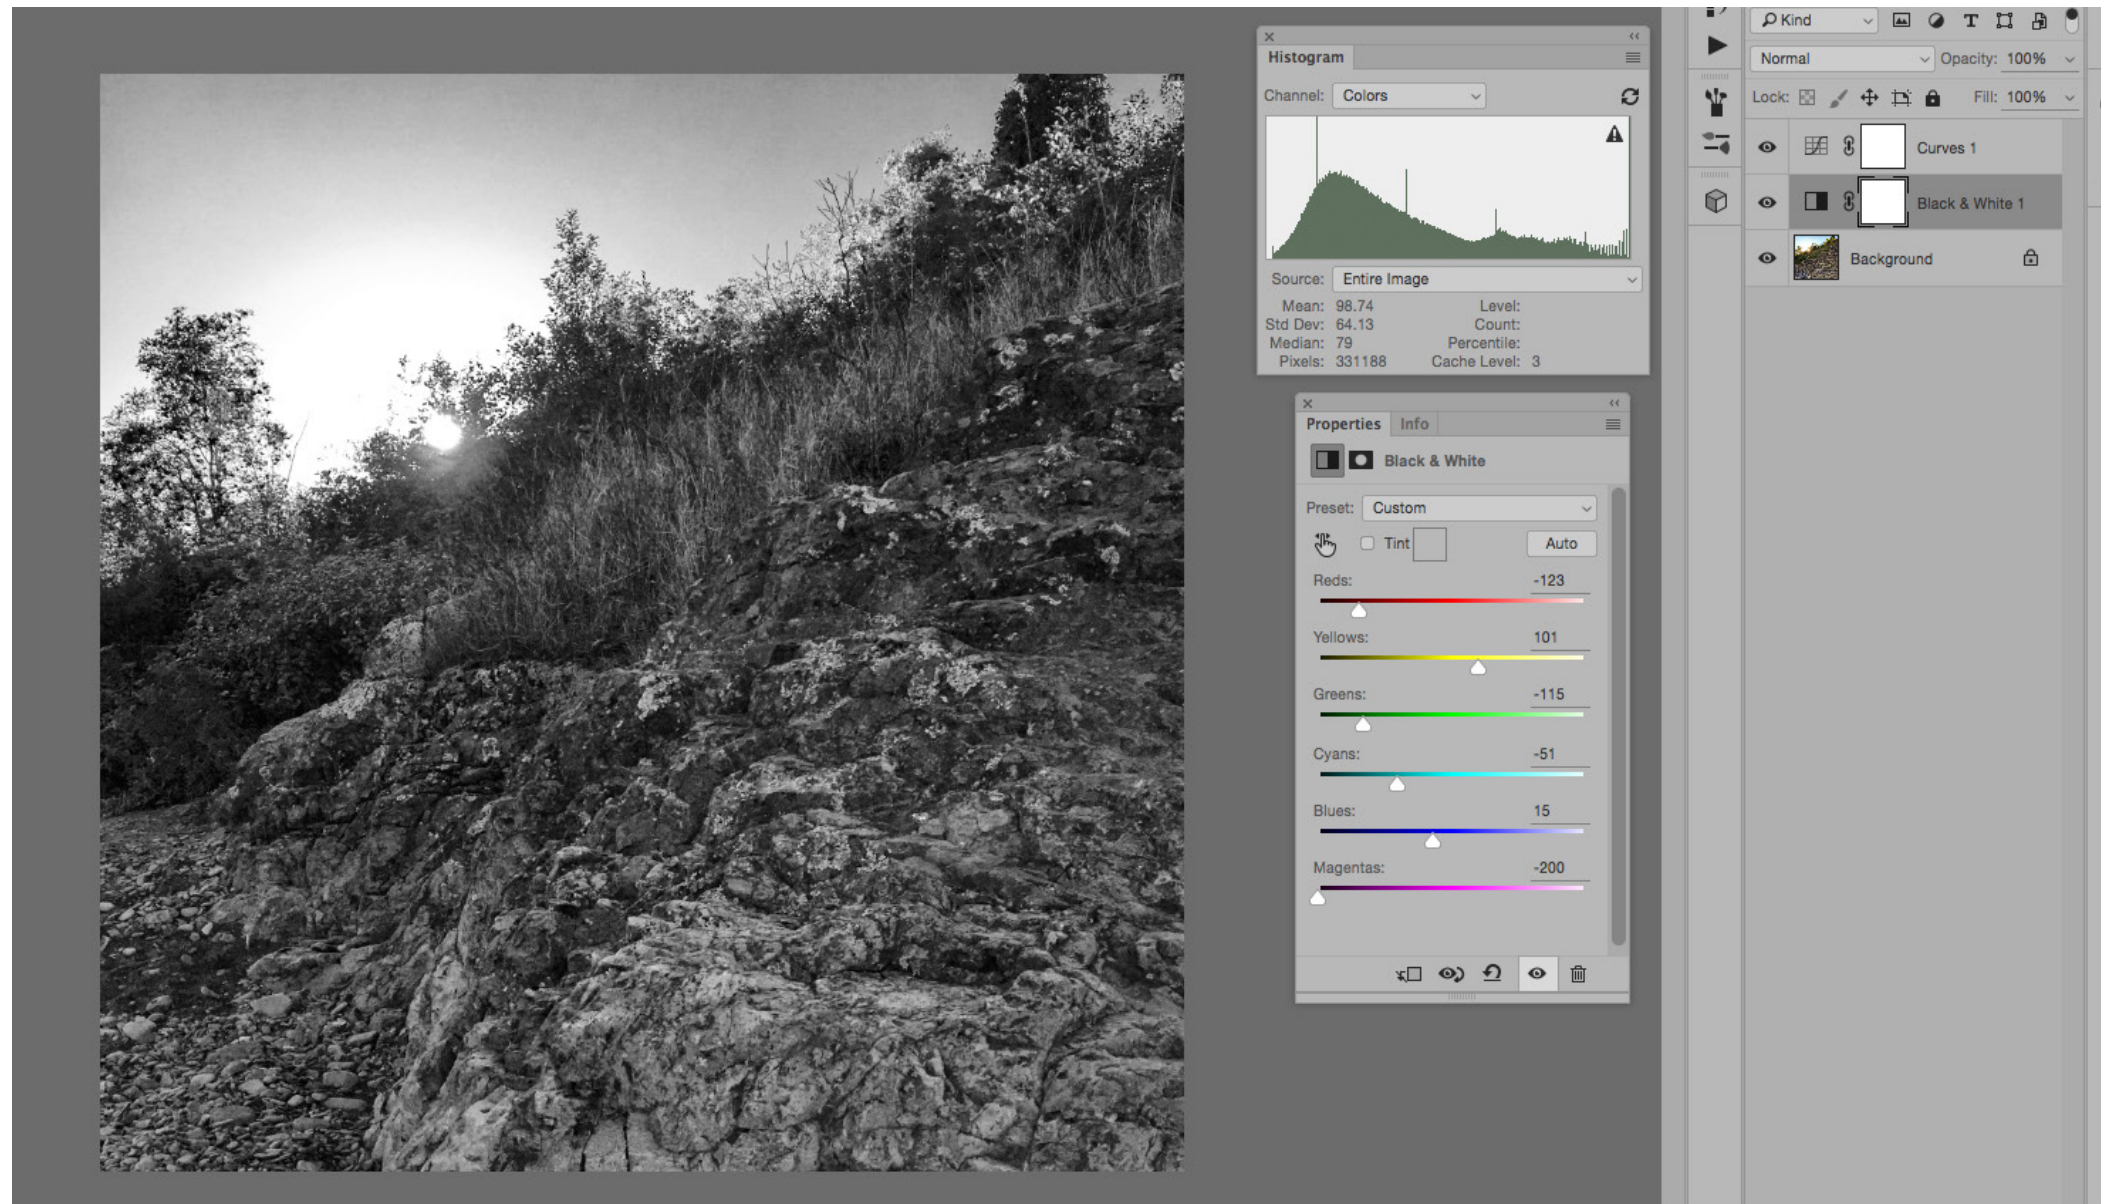 Histogram
Channel: Colors
Source: Entire Image
Mean: 98.74 Level:
Std Dev: 64.13 Count:
Median: 79 Percentile:
Pixels: 331188 Cache Level: 3
Properties Info
Black & White
Preset: Custom
Tint Auto
Reds: -123
Yellows: 101
Greens: -115
Cyans: -51
Blues: 15
Magentas: -200
Kind
Normal Opacity: 100%
Lock: Fill: 100%
Curves 1
Black & White 1
Background